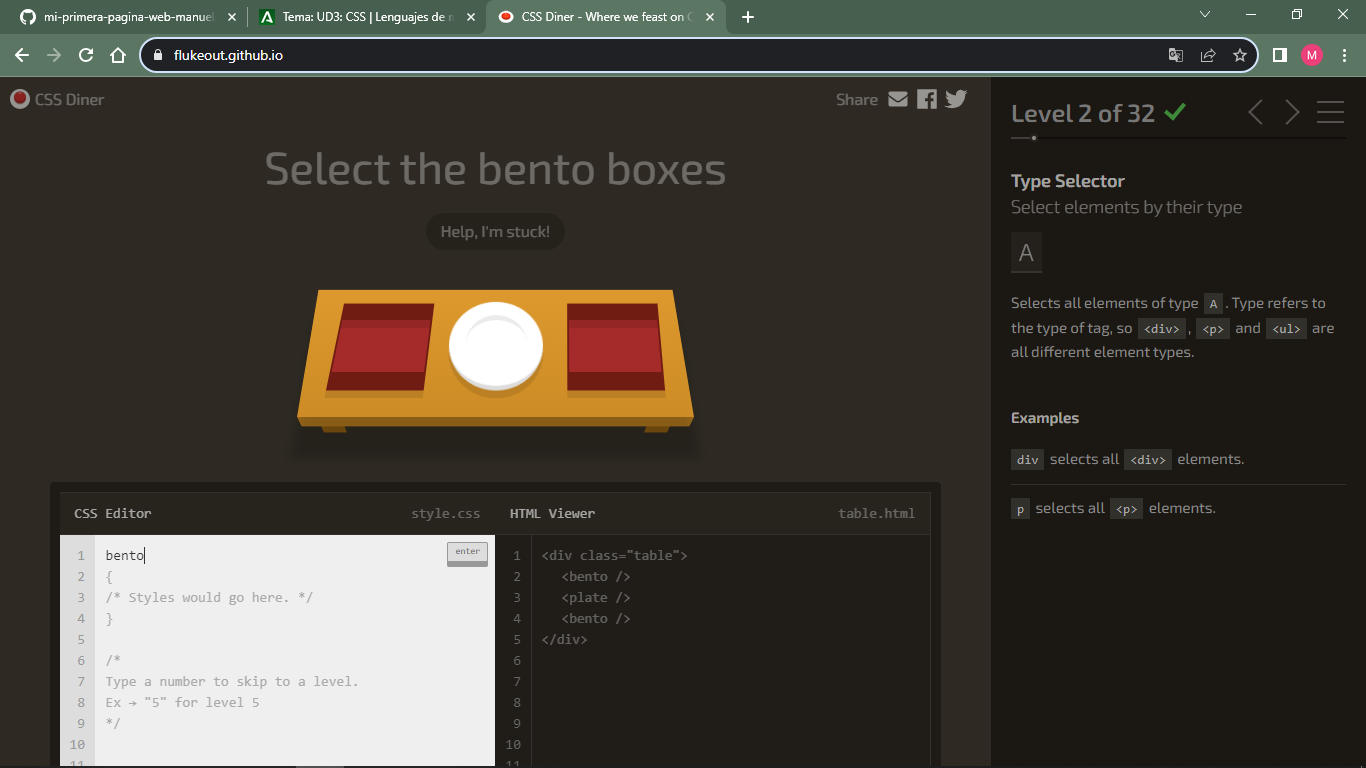 mi-primera-pagina-web-manuel
Tema: UD3: CSS | Lenguajes de m
CSS Diner - Where we feast on C
flukeout.github.io
M
CSS Diner
Share
Select the bento boxes
Help, I'm stuck!
CSS Editor
style.css
HTML Viewer
table.html
1 bento
enter
2 {
3 /* Styles would go here. */
4 }
5
6 /*
7 Type a number to skip to a level.
8 Ex → "5" for level 5
9 */
10
11
1 <div class="table">
2 <bento />
3 <plate />
4 <bento />
5 </div>
6
7
8
9
10
11
Level 2 of 32
Type Selector
Select elements by their type
A
Selects all elements of type A . Type refers to
the type of tag, so <div> , <p> and <ul> are
all different element types.
Examples
div selects all <div> elements.
p selects all <p> elements.